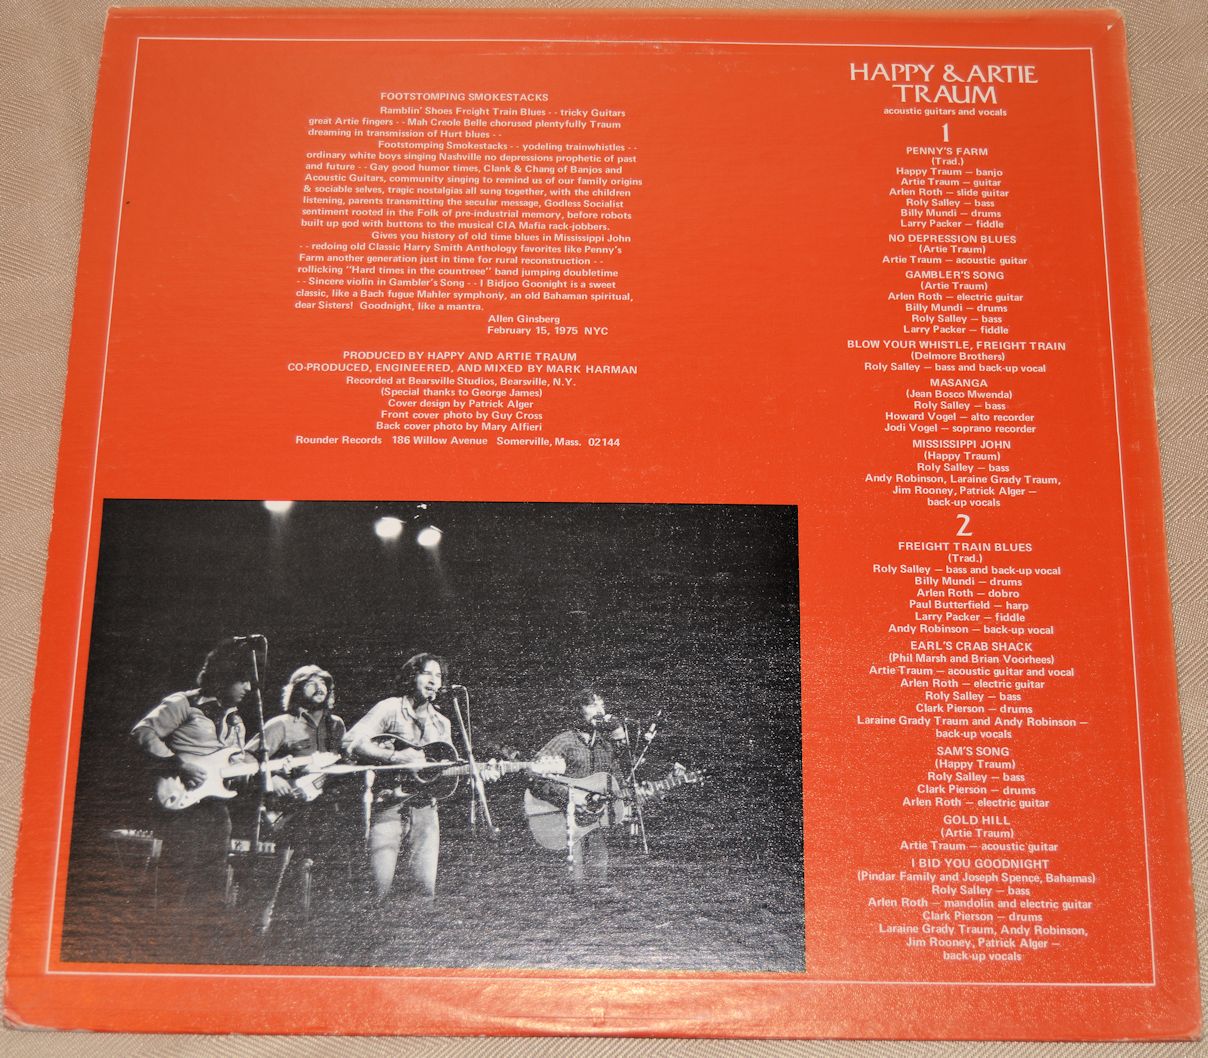 FOOTSTOMPING SMOKESTACKS
Ramblin' Shoes Freight Train Blues - - tricky Guitars
great Artie fingers - - Mah Creole Belle chorused plentyfully Traum
dreaming in transmission of Hurt blues - -
Footstomping Smokestacks - - yodeling trainwhistles - -
ordinary white boys singing Nashville no depressions prophetic of past
and future - - Gay good humor times, Clank & Chang of Banjos and
Acoustic Guitars, community singing to remind us of our family origins
& sociable selves, tragic nostalgias all sung together, with the children
listening, parents transmitting the secular message, Godless Socialist
sentiment rooted in the Folk of pre-industrial memory, before robots
built up god with buttons to the musical CIA Mafia rack-jobbers.
Gives you history of old time blues in Mississippi John
- - redoing old Classic Harry Smith Anthology favorites like Penny's
Farm another generation just in time for rural reconstruction - -
rollicking "Hard times in the countreee" band jumping doubletime
- - Sincere violin in Gambler's Song - - I Bidjoo Goonight is a sweet
classic, like a Bach fugue Mahler symphony, an old Bahaman spiritual,
dear Sisters! Goodnight, like a mantra.
Allen Ginsberg
February 15, 1975 NYC
PRODUCED BY HAPPY AND ARTIE TRAUM
CO-PRODUCED, ENGINEERED, AND MIXED BY MARK HARMAN
Recorded at Bearsville Studios, Bearsville, N.Y.
(Special thanks to George James)
Cover design by Patrick Alger
Front cover photo by Guy Cross
Back cover photo by Mary Alfieri
Rounder Records 186 Willow Avenue Somerville, Mass. 02144
HAPPY & ARTIE
TRAUM
acoustic guitars and vocals
1
PENNY'S FARM
(Trad.)
Happy Traum — banjo
Artie Traum — guitar
Arlen Roth — slide guitar
Roly Salley — bass
Billy Mundi — drums
Larry Packer — fiddle
NO DEPRESSION BLUES
(Artie Traum)
Artie Traum — acoustic guitar
GAMBLER'S SONG
(Artie Traum)
Arlen Roth — electric guitar
Billy Mundi — drums
Roly Salley — bass
Larry Packer — fiddle
BLOW YOUR WHISTLE, FREIGHT TRAIN
(Delmore Brothers)
Roly Salley — bass and back-up vocal
MASANGA
(Jean Bosco Mwenda)
Roly Salley — bass
Howard Vogel — alto recorder
Jodi Vogel — soprano recorder
MISSISSIPPI JOHN
(Happy Traum)
Roly Salley — bass
Andy Robinson, Laraine Grady Traum,
Jim Rooney, Patrick Alger —
back-up vocals
2
FREIGHT TRAIN BLUES
(Trad.)
Roly Salley — bass and back-up vocal
Billy Mundi — drums
Arlen Roth — dobro
Paul Butterfield — harp
Larry Packer — fiddle
Andy Robinson — back-up vocal
EARL'S CRAB SHACK
(Phil Marsh and Brian Voorhees)
Artie Traum — acoustic guitar and vocal
Arlen Roth — electric guitar
Roly Salley — bass
Clark Pierson — drums
Laraine Grady Traum and Andy Robinson —
back-up vocals
SAM'S SONG
(Happy Traum)
Roly Salley — bass
Clark Pierson — drums
Arlen Roth — electric guitar
GOLD HILL
(Artie Traum)
Artie Traum — acoustic guitar
I BID YOU GOODNIGHT
(Pindar Family and Joseph Spence, Bahamas)
Roly Salley — bass
Arlen Roth — mandolin and electric guitar
Clark Pierson — drums
Laraine Grady Traum, Andy Robinson,
Jim Rooney, Patrick Alger —
back-up vocals